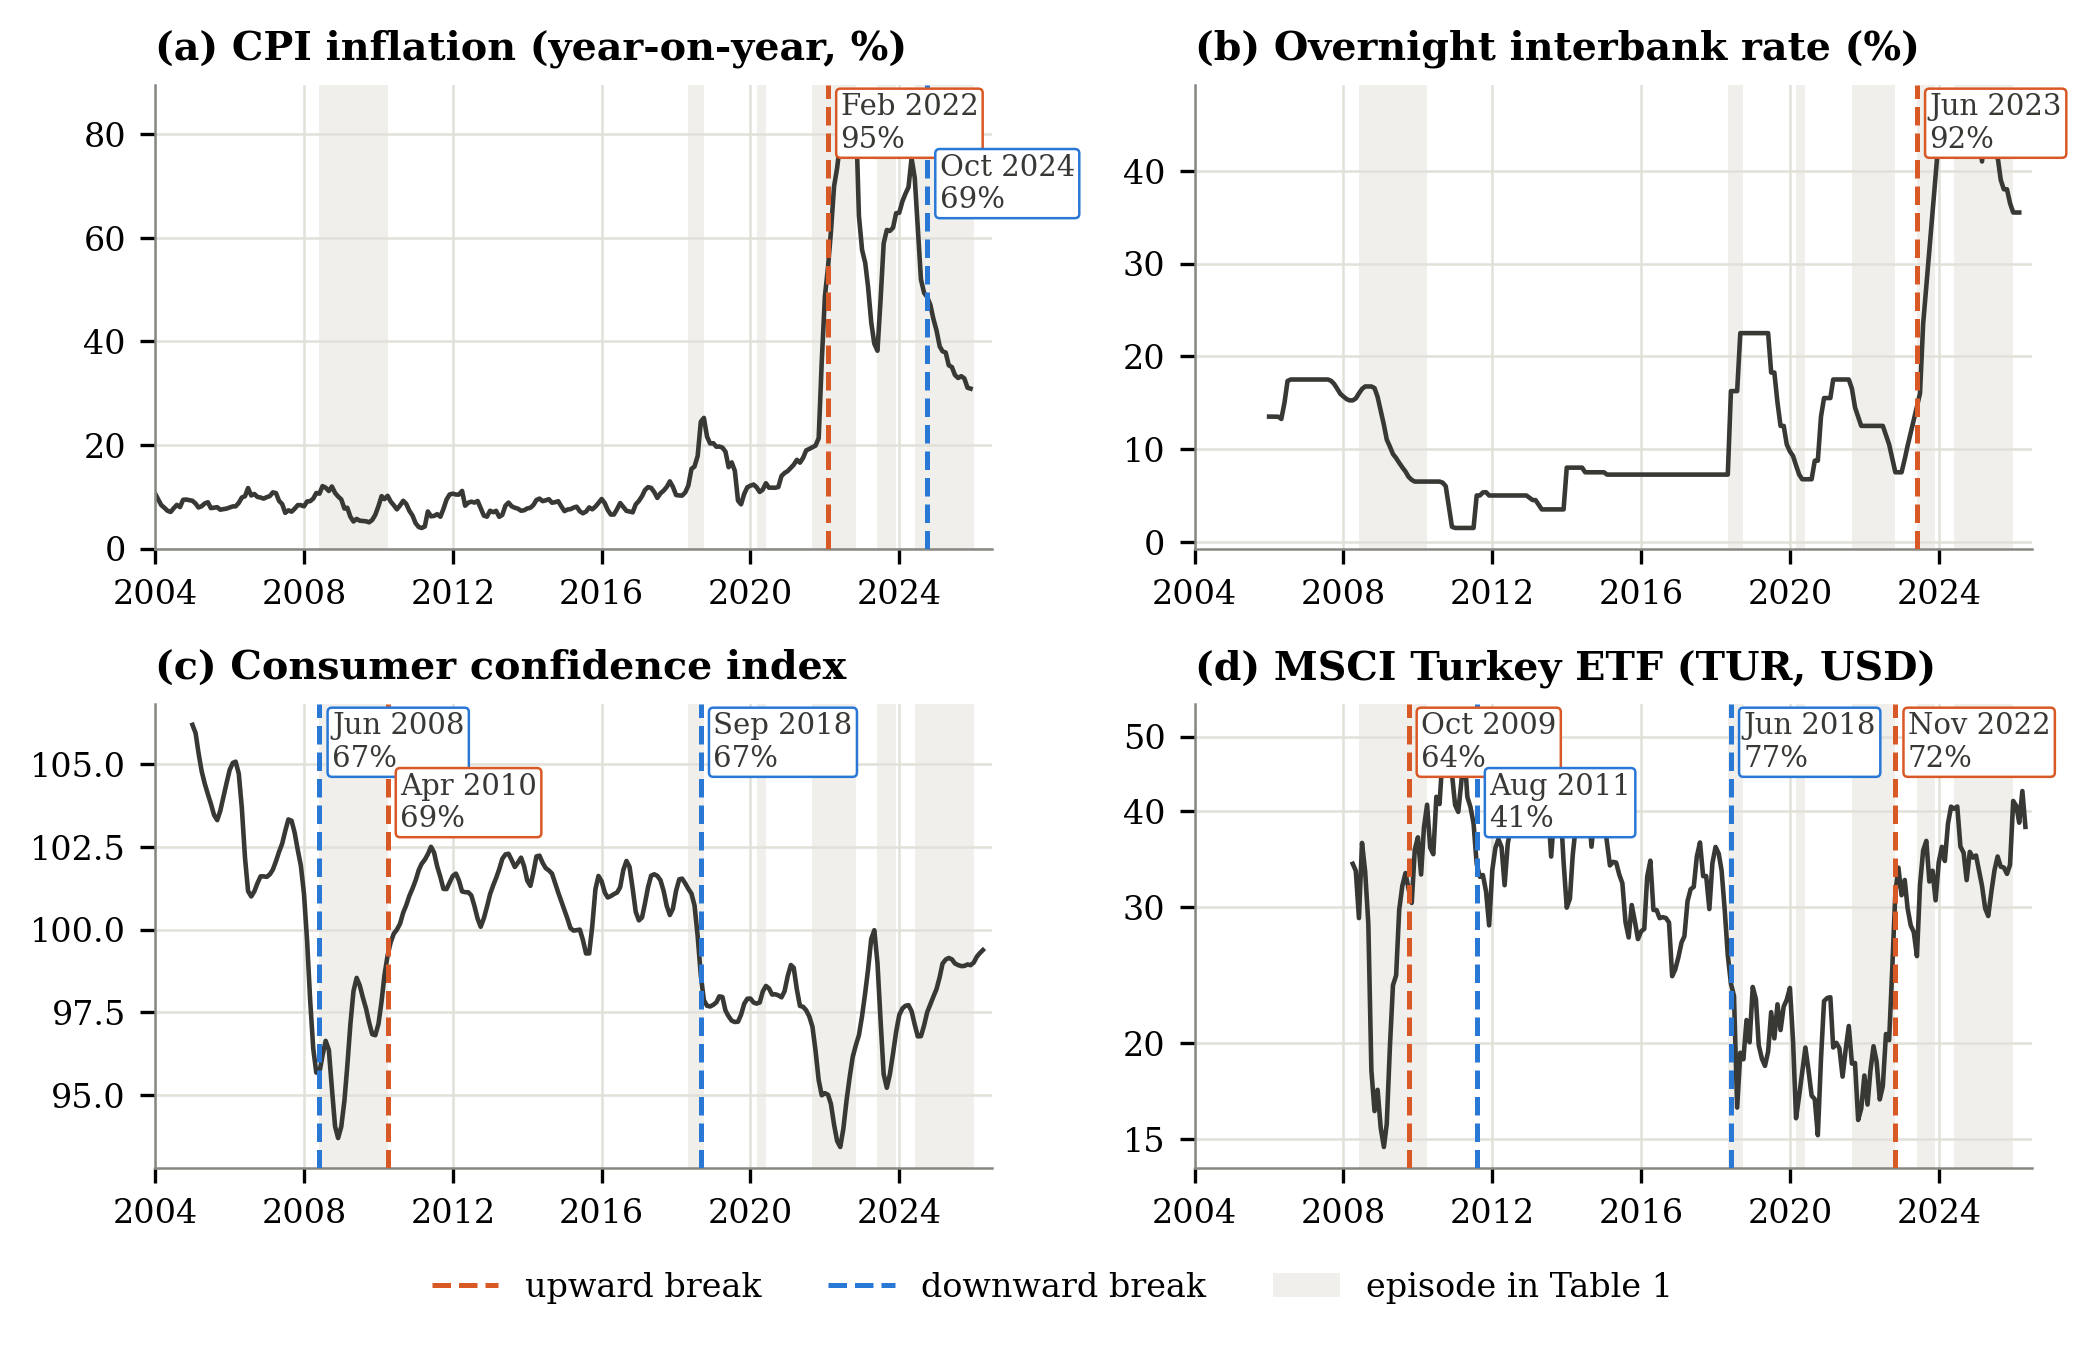 (a) CPI inflation (year-on-year, %)
80
60
40
20
0
2004 2008 2012 2016 2020 2024
Feb 2022
95%
Oct 2024
69%
(b) Overnight interbank rate (%)
40
30
20
10
0
2004 2008 2012 2016 2020 2024
Jun 2023
92%
(c) Consumer confidence index
105.0
102.5
100.0
97.5
95.0
2004 2008 2012 2016 2020 2024
Jun 2008
67%
Apr 2010
69%
Sep 2018
67%
(d) MSCI Turkey ETF (TUR, USD)
50
40
30
20
15
2004 2008 2012 2016 2020 2024
Oct 2009
64%
Aug 2011
41%
Jun 2018
77%
Nov 2022
72%
upward break downward break episode in Table 1